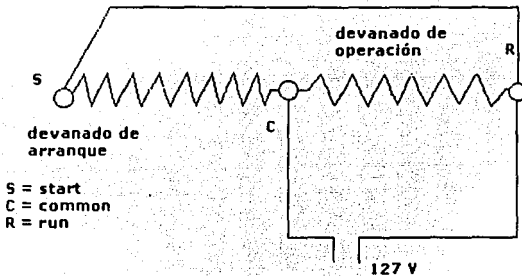 devanado de
operación
R
S
C
devanado de
arranque
S = start
C = common
R = run
127 V